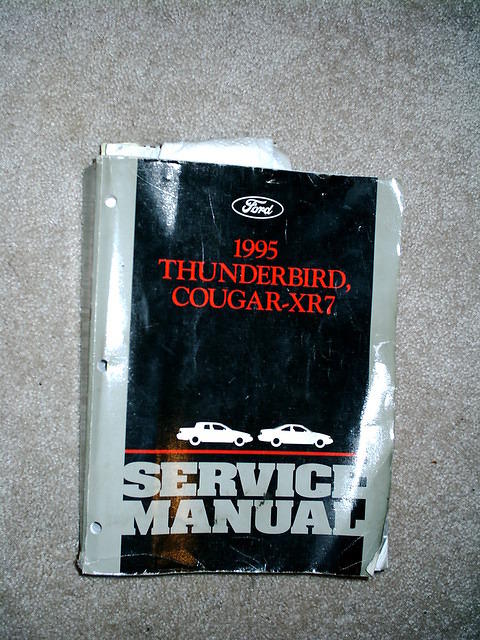 Ford
1995
THUNDERBIRD,
COUGAR-XR7
SERVICE
MANUAL